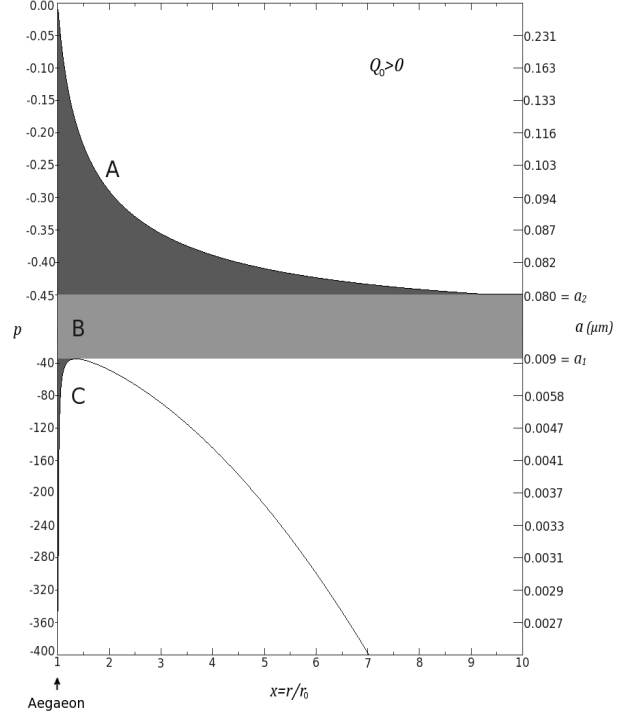 0.00
-0.05 0.231
Q₀>0
-0.10 0.163
-0.15 0.133
-0.20 0.116
A
-0.25 0.103
-0.30 0.094
-0.35 0.087
-0.40 0.082
-0.45 0.080 = a₂
p B a (μm)
0.009 = a₁
-40
C
-80 0.0058
-120 0.0047
-160 0.0041
-200 0.0037
-240 0.0033
-280 0.0031
-320 0.0029
-360 0.0027
-400
1 2 3 4 5 6 7 8 9 10
x=r/r₀
Aegaeon